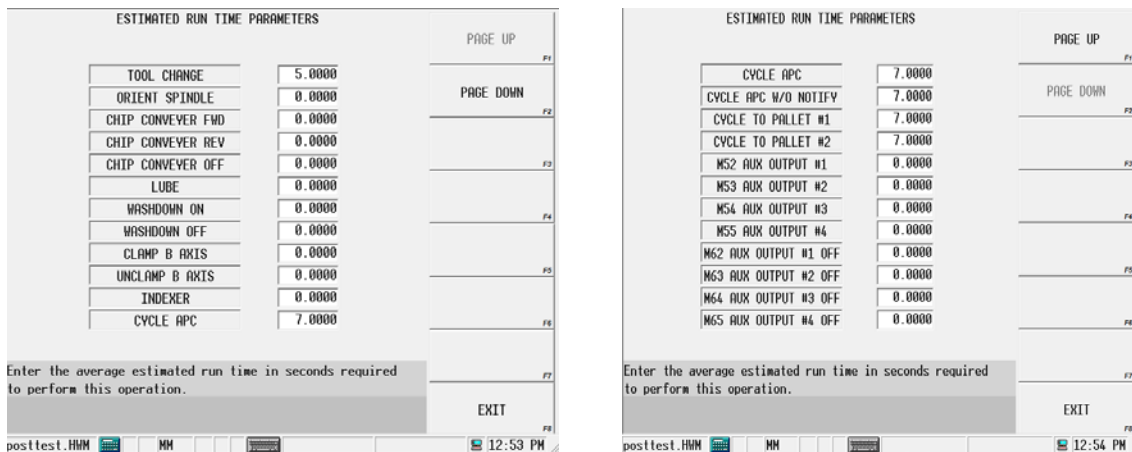 ESTIMATED RUN TIME PARAMETERS
PAGE UP
F1
TOOL CHANGE 5.0000
PAGE DOWN
ORIENT SPINDLE 0.0000
F2
CHIP CONVEYER FWD 0.0000
CHIP CONVEYER REV 0.0000
CHIP CONVEYER OFF 0.0000
F3
LUBE 0.0000
WASHDOWN ON 0.0000
F4
WASHDOWN OFF 0.0000
CLAMP B AXIS 0.0000
UNCLAMP B AXIS 0.0000
F5
INDEXER 0.0000
CYCLE APC 7.0000
F6
Enter the average estimated run time in seconds required
to perform this operation.
F7
EXIT
F8
posttest.HWM MM 12:53 PM
ESTIMATED RUN TIME PARAMETERS
PAGE UP
F1
CYCLE APC 7.0000
PAGE DOWN
CYCLE APC W/O NOTIFY 7.0000
F2
CYCLE TO PALLET #1 7.0000
CYCLE TO PALLET #2 7.0000
M52 AUX OUTPUT #1 0.0000
F3
M53 AUX OUTPUT #2 0.0000
M54 AUX OUTPUT #3 0.0000
F4
M55 AUX OUTPUT #4 0.0000
M62 AUX OUTPUT #1 OFF 0.0000
M63 AUX OUTPUT #2 OFF 0.0000
F5
M64 AUX OUTPUT #3 OFF 0.0000
M65 AUX OUTPUT #4 OFF 0.0000
F6
Enter the average estimated run time in seconds required
to perform this operation.
F7
EXIT
F8
posttest.HWM MM 12:54 PM